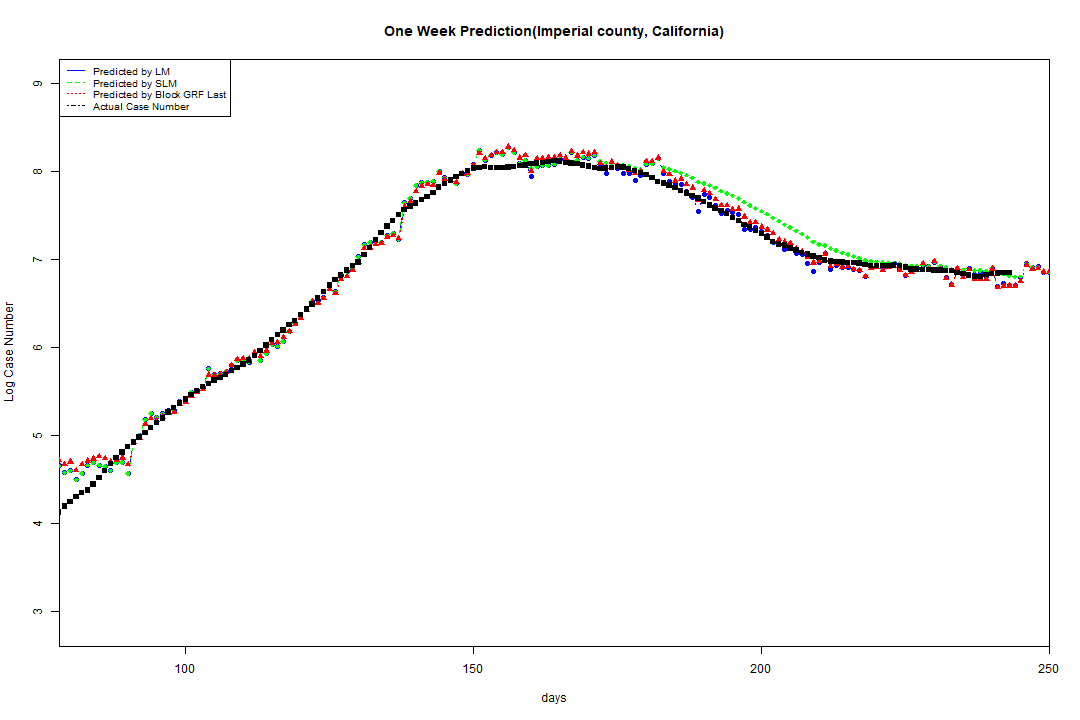 One Week Prediction(Imperial county, California)
Predicted by LM
Predicted by SLM
Predicted by Block GRF Last
Actual Case Number
9
8
7
6
5
4
3
Log Case Number
100 150 200 250
days